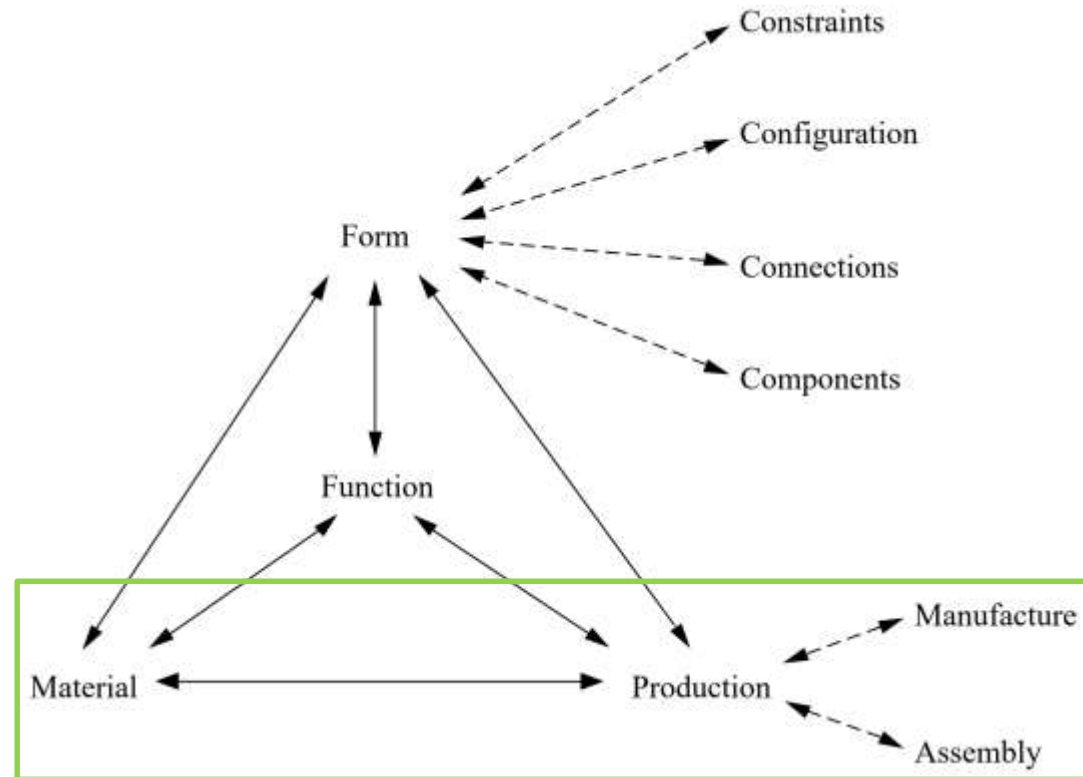 Constraints
Configuration
Form
Connections
Components
Function
Manufacture
Material
Production
Assembly